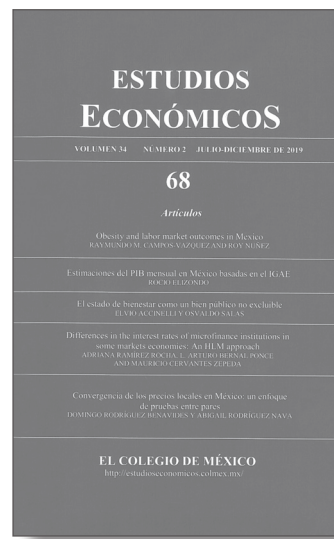 ESTUDIOS
ECONÓMICOS
VOLUMEN 34 NÚMERO 2 JULIO-DICIEMBRE DE 2019
68
Artículos
Obesity and labor market outcomes in México
RAYMUNDO M. CAMPOS-VAZQUEZ AND ROY NUÑEZ
Estimaciones del PIB mensual en México basadas en el IGAE
ROCIO ELIZONDO
El estado de bienestar como un bien público no excluible
ELVIO ACCINELLI Y OSVALDO SALAS
Differences in the interest rates of microfinance institutions in
some markets economies: An HLM approach
ADRIANA RAMÍREZ ROCHA, L. ARTURO BERNAL PONCE
AND MAURICIO CERVANTES ZEPEDA
Convergencia de los precios locales en México: un enfoque
de pruebas entre pares
DOMINGO RODRÍGUEZ BENAVIDES Y ABIGAIL RODRÍGUEZ NAVA
EL COLEGIO DE MÉXICO
http://estudioseconomicos.colmex.mx/